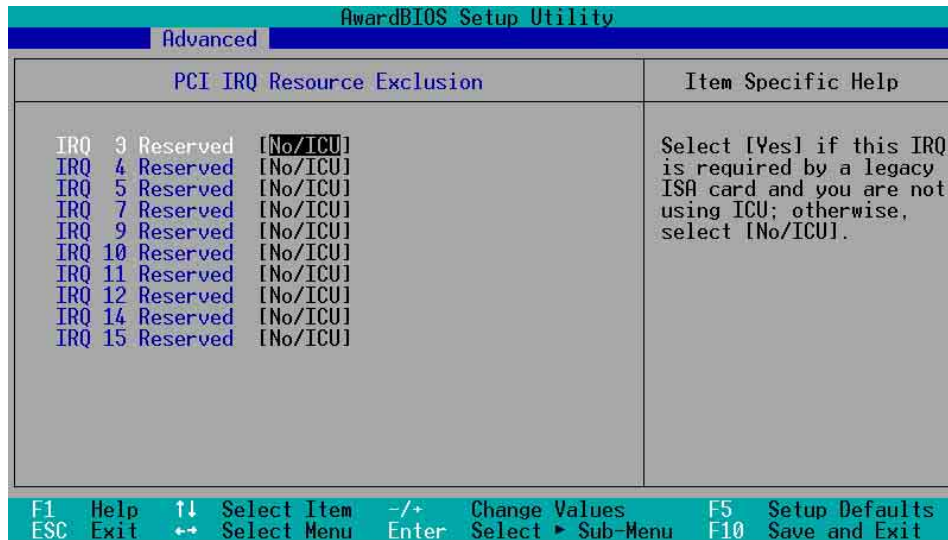 AwardBIOS Setup Utility
Advanced
PCI IRQ Resource Exclusion
IRQ 3 Reserved [No/ICU]
IRQ 4 Reserved [No/ICU]
IRQ 5 Reserved [No/ICU]
IRQ 7 Reserved [No/ICU]
IRQ 9 Reserved [No/ICU]
IRQ 10 Reserved [No/ICU]
IRQ 11 Reserved [No/ICU]
IRQ 12 Reserved [No/ICU]
IRQ 14 Reserved [No/ICU]
IRQ 15 Reserved [No/ICU]
Item Specific Help
Select [Yes] if this IRQ
is required by a legacy
ISA card and you are not
using ICU; otherwise,
select [No/ICU].
F1 Help ↑↓ Select Item -/+ Change Values F5 Setup Defaults
ESC Exit ←→ Select Menu Enter Select ► Sub-Menu F10 Save and Exit